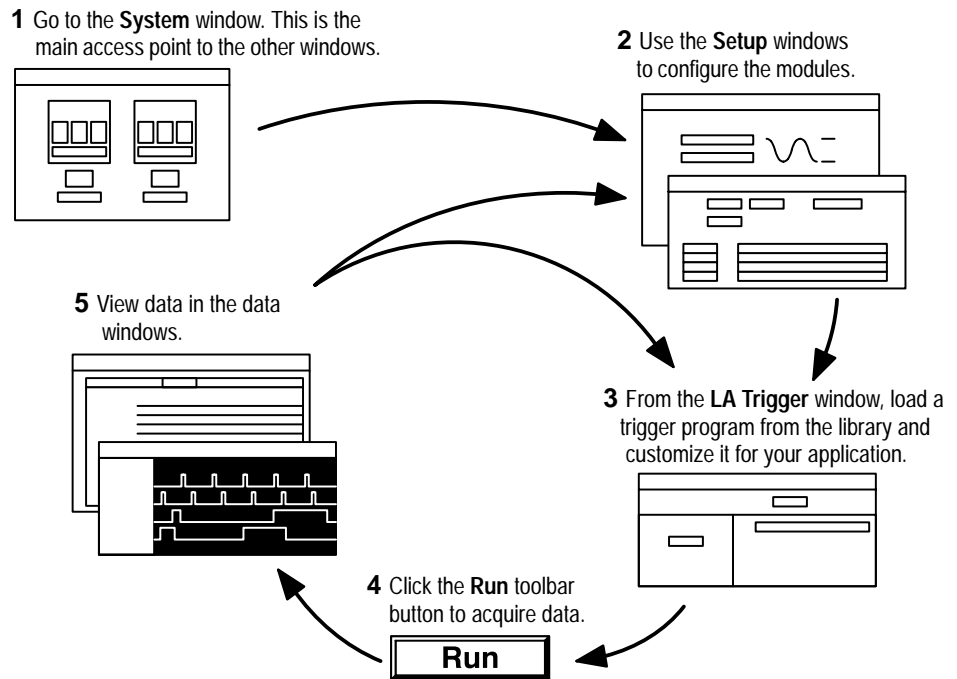 1 Go to the System window. This is the
main access point to the other windows.
2 Use the Setup windows
to configure the modules.
3 From the LA Trigger window, load a
trigger program from the library and
customize it for your application.
4 Click the Run toolbar
button to acquire data.
Run
5 View data in the data
windows.